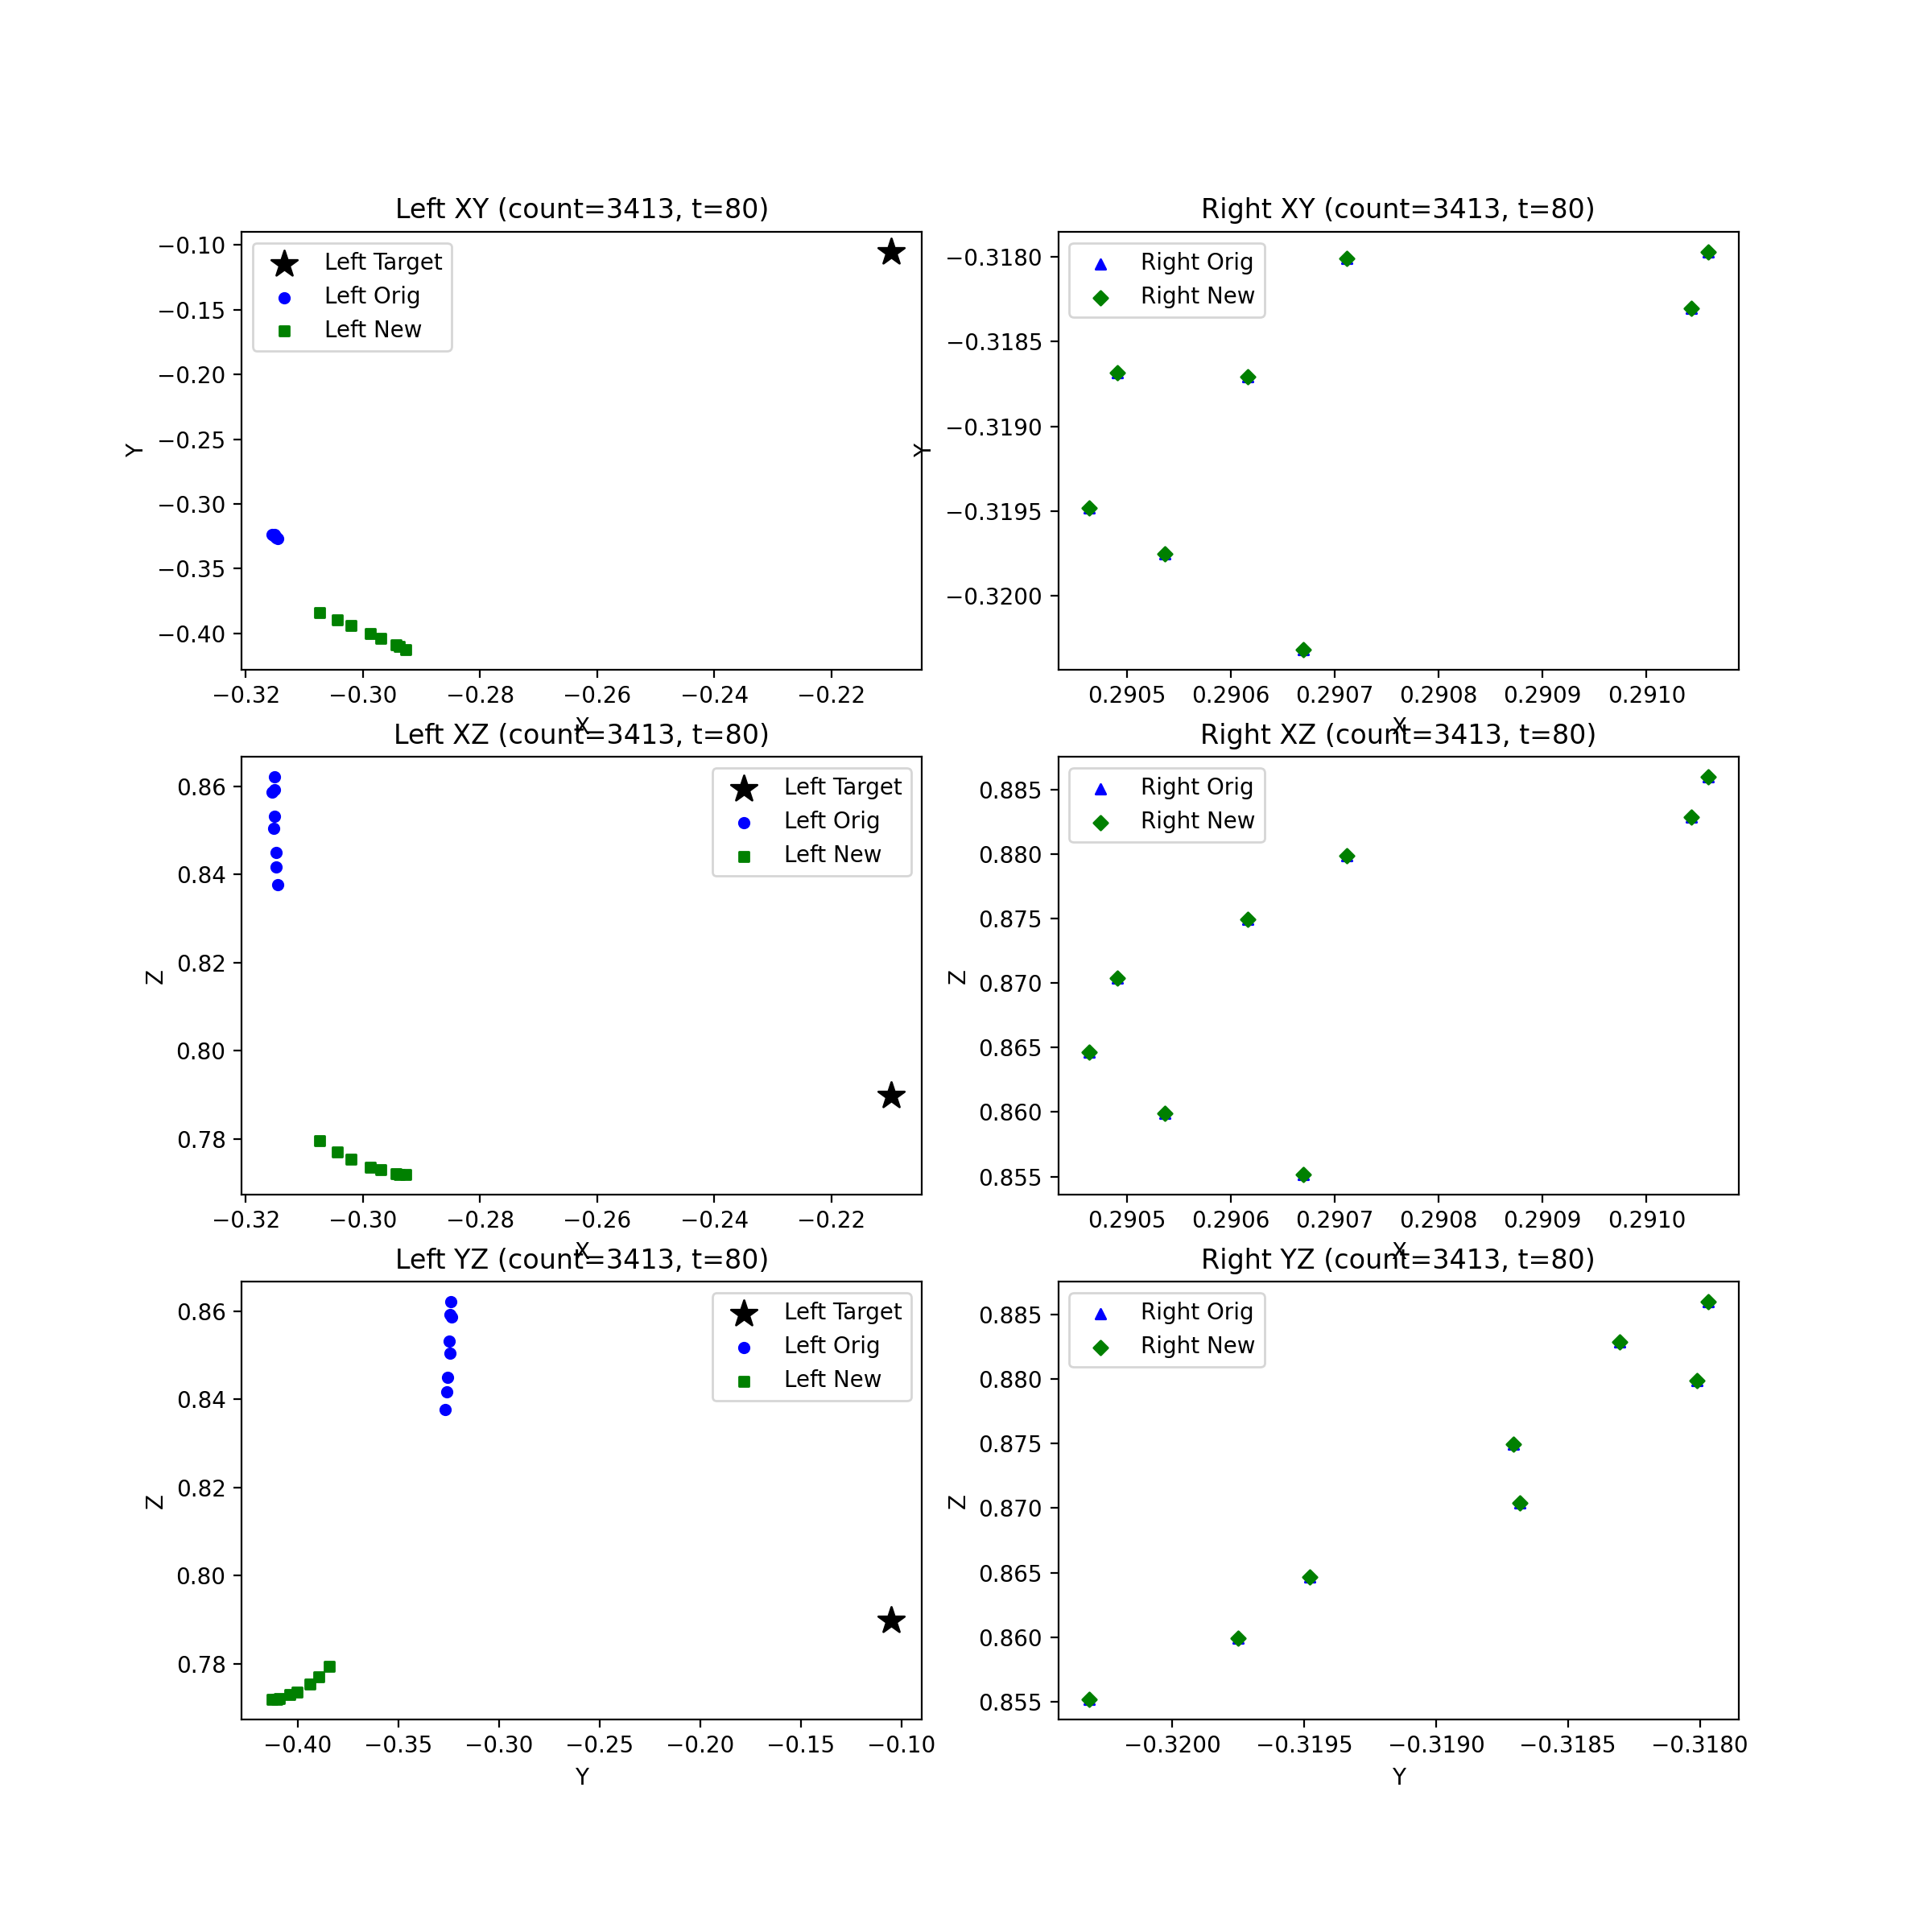 Left XY (count=3413, t=80)
Left Target
Left Orig
Left New
−0.10
−0.15
−0.20
−0.25
−0.30
−0.35
−0.40
Y
−0.32 −0.30 −0.28 −0.26 −0.24 −0.22
X
Right XY (count=3413, t=80)
Right Orig
Right New
−0.3180
−0.3185
−0.3190
−0.3195
−0.3200
Y
0.2905 0.2906 0.2907 0.2908 0.2909 0.2910
X
Left XZ (count=3413, t=80)
Left Target
Left Orig
Left New
0.86
0.84
0.82
0.80
0.78
Z
−0.32 −0.30 −0.28 −0.26 −0.24 −0.22
X
Right XZ (count=3413, t=80)
Right Orig
Right New
0.885
0.880
0.875
0.870
0.865
0.860
0.855
Z
0.2905 0.2906 0.2907 0.2908 0.2909 0.2910
X
Left YZ (count=3413, t=80)
Left Target
Left Orig
Left New
0.86
0.84
0.82
0.80
0.78
Z
−0.40 −0.35 −0.30 −0.25 −0.20 −0.15 −0.10
Y
Right YZ (count=3413, t=80)
Right Orig
Right New
0.885
0.880
0.875
0.870
0.865
0.860
0.855
Z
−0.3200 −0.3195 −0.3190 −0.3185 −0.3180
Y